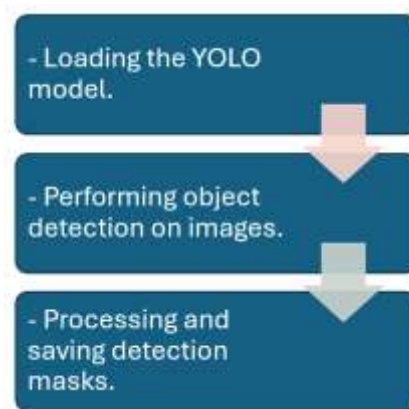 - Loading the YOLO
model.
- Performing object
detection on images.
- Processing and
saving detection
masks.